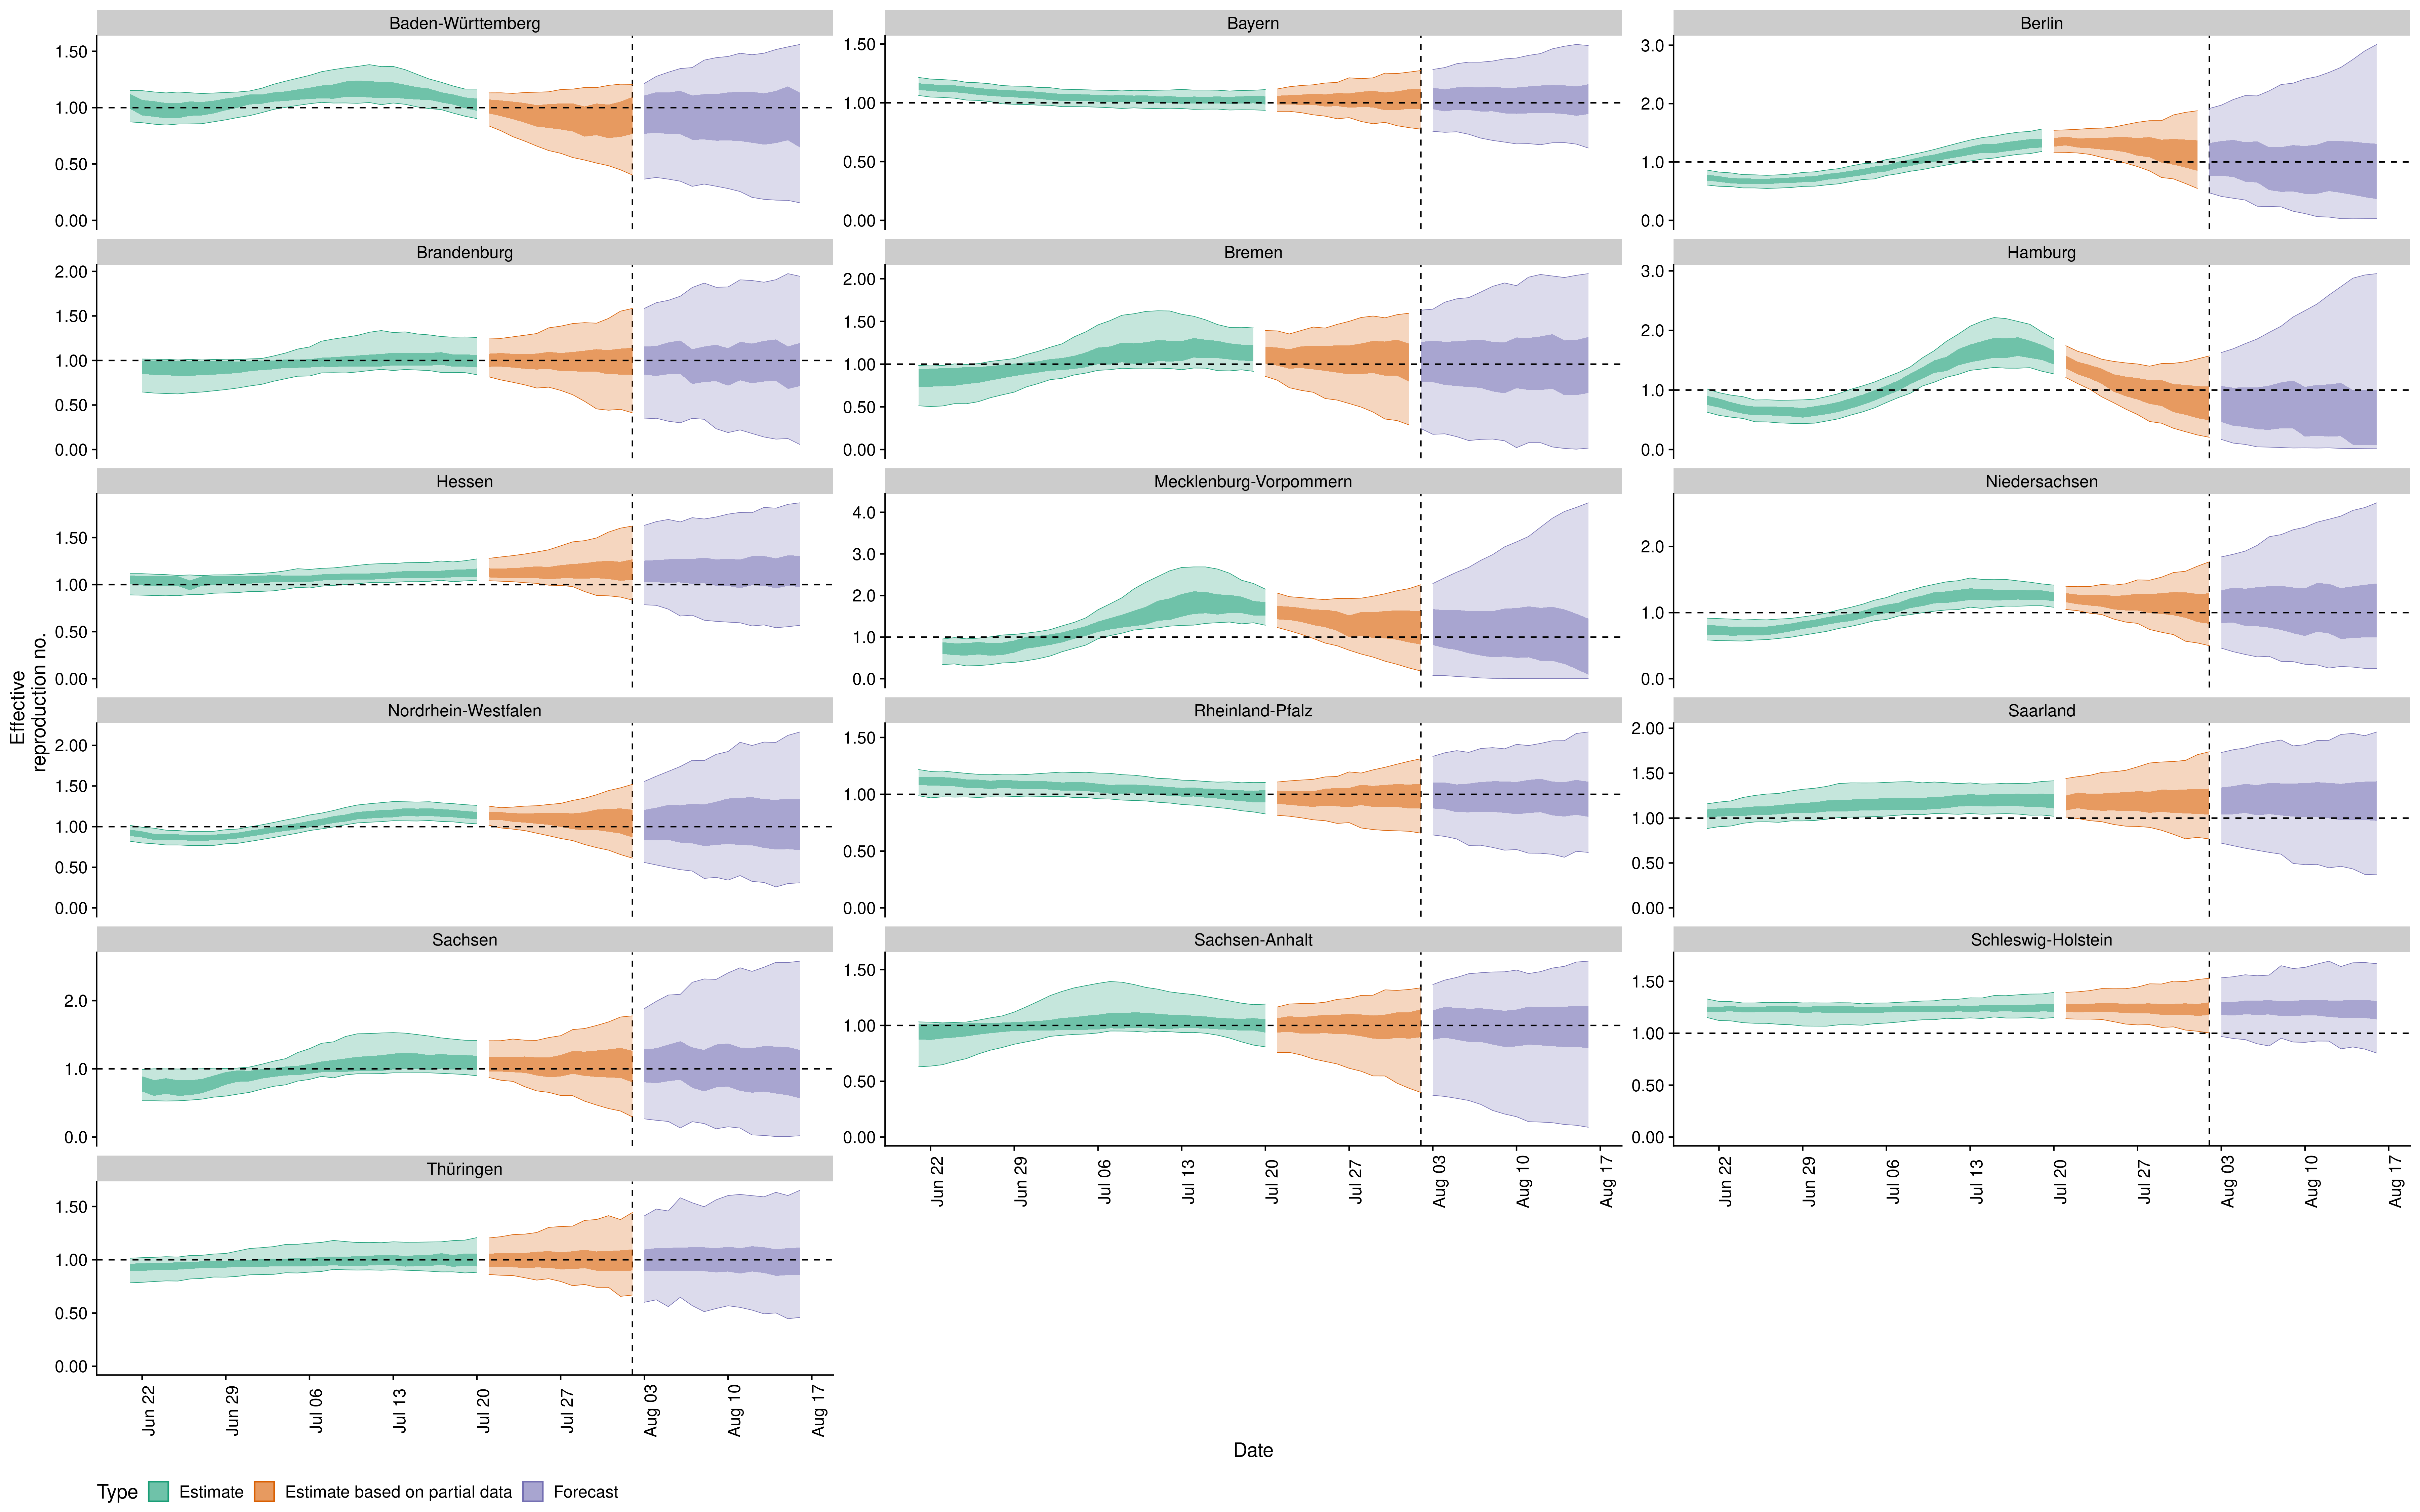 Baden-Württemberg
Bayern
Berlin
1.50
1.00
0.50
0.00
1.50
1.00
0.50
0.00
3.0
2.0
1.0
0.0
Brandenburg
Bremen
Hamburg
2.00
1.50
1.00
0.50
0.00
2.00
1.50
1.00
0.50
0.00
3.0
2.0
1.0
0.0
Hessen
Mecklenburg-Vorpommern
Niedersachsen
1.50
1.00
0.50
0.00
4.0
3.0
2.0
1.0
0.0
2.0
1.0
0.0
Effective
reproduction no.
Nordrhein-Westfalen
Rheinland-Pfalz
Saarland
2.00
1.50
1.00
0.50
0.00
1.50
1.00
0.50
0.00
2.00
1.50
1.00
0.50
0.00
Sachsen
Sachsen-Anhalt
Schleswig-Holstein
2.0
1.0
0.0
1.50
1.00
0.50
0.00
1.50
1.00
0.50
0.00
Jun 22 Jun 29 Jul 06 Jul 13 Jul 20 Jul 27 Aug 03 Aug 10 Aug 17
Jun 22 Jun 29 Jul 06 Jul 13 Jul 20 Jul 27 Aug 03 Aug 10 Aug 17
Thüringen
1.50
1.00
0.50
0.00
Jun 22 Jun 29 Jul 06 Jul 13 Jul 20 Jul 27 Aug 03 Aug 10 Aug 17
Date
Type Estimate Estimate based on partial data Forecast